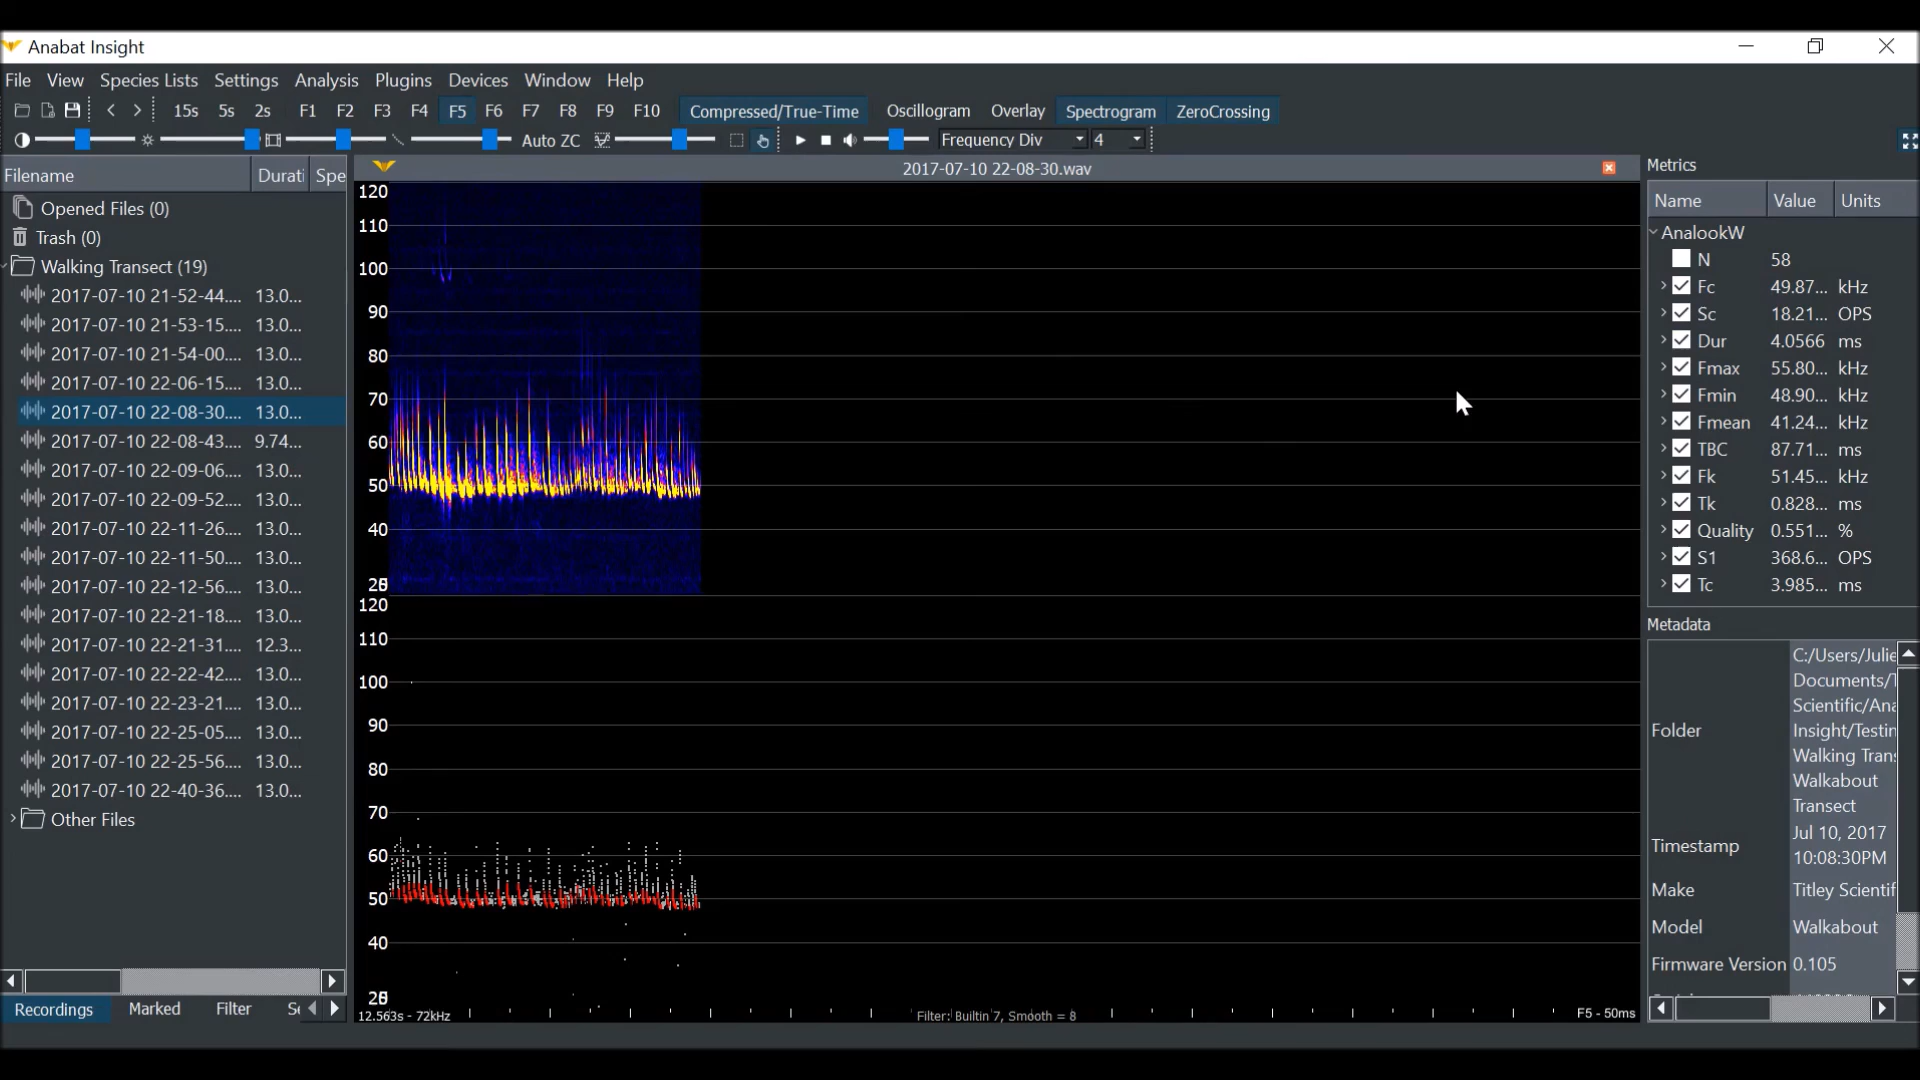 Anabat Insight
File View Species Lists Settings Analysis Plugins Devices Window Help
15s 5s 2s F1 F2 F3 F4 F5 F6 F7 F8 F9 F10 Compressed/True-Time Oscillogram Overlay Spectrogram ZeroCrossing
Auto ZC Frequency Div 4
Filename Durati Spe
Opened Files (0)
Trash (0)
Walking Transect (19)
2017-07-10 21-52-44.... 13.0...
2017-07-10 21-53-15.... 13.0...
2017-07-10 21-54-00.... 13.0...
2017-07-10 22-06-15.... 13.0...
2017-07-10 22-08-30.... 13.0...
2017-07-10 22-08-43.... 9.74...
2017-07-10 22-09-06.... 13.0...
2017-07-10 22-09-52.... 13.0...
2017-07-10 22-11-26.... 13.0...
2017-07-10 22-11-50.... 13.0...
2017-07-10 22-12-56.... 13.0...
2017-07-10 22-21-18.... 13.0...
2017-07-10 22-21-31.... 12.3...
2017-07-10 22-22-42.... 13.0...
2017-07-10 22-23-21.... 13.0...
2017-07-10 22-25-05.... 13.0...
2017-07-10 22-25-56.... 13.0...
2017-07-10 22-40-36.... 13.0...
Other Files
Recordings Marked Filter
2017-07-10 22-08-30.wav
120
110
100
90
80
70
60
50
40
120
110
100
90
80
70
60
50
40
12.563s - 72kHz Filter: Builtin 7, Smooth = 8 F5 - 50ms
Metrics
Name Value Units
AnalookW
N 58
Fc 49.87... kHz
Sc 18.21... OPS
Dur 4.0566 ms
Fmax 55.80... kHz
Fmin 48.90... kHz
Fmean 41.24... kHz
TBC 87.71... ms
Fk 51.45... kHz
Tk 0.828... ms
Quality 0.551... %
S1 368.6... OPS
Tc 3.985... ms
Metadata
Folder
C:/Users/Julie
Documents/T
Scientific/Ana
Insight/Testin
Walking Trans
Walkabout
Transect
Timestamp
Jul 10, 2017
10:08:30PM
Make Titley Scientif
Model Walkabout
Firmware Version 0.105